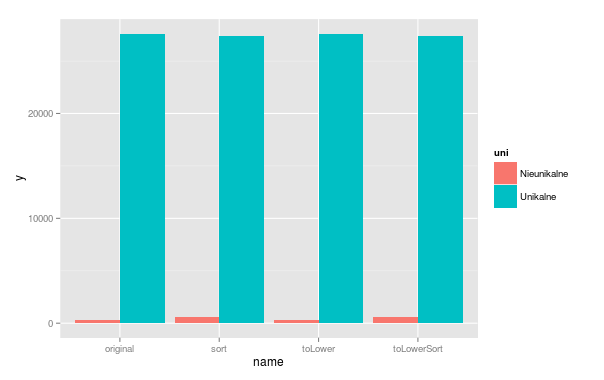 20000
10000
0
y
original
sort
toLower
toLowerSort
name
uni
Nieunikalne
Unikalne